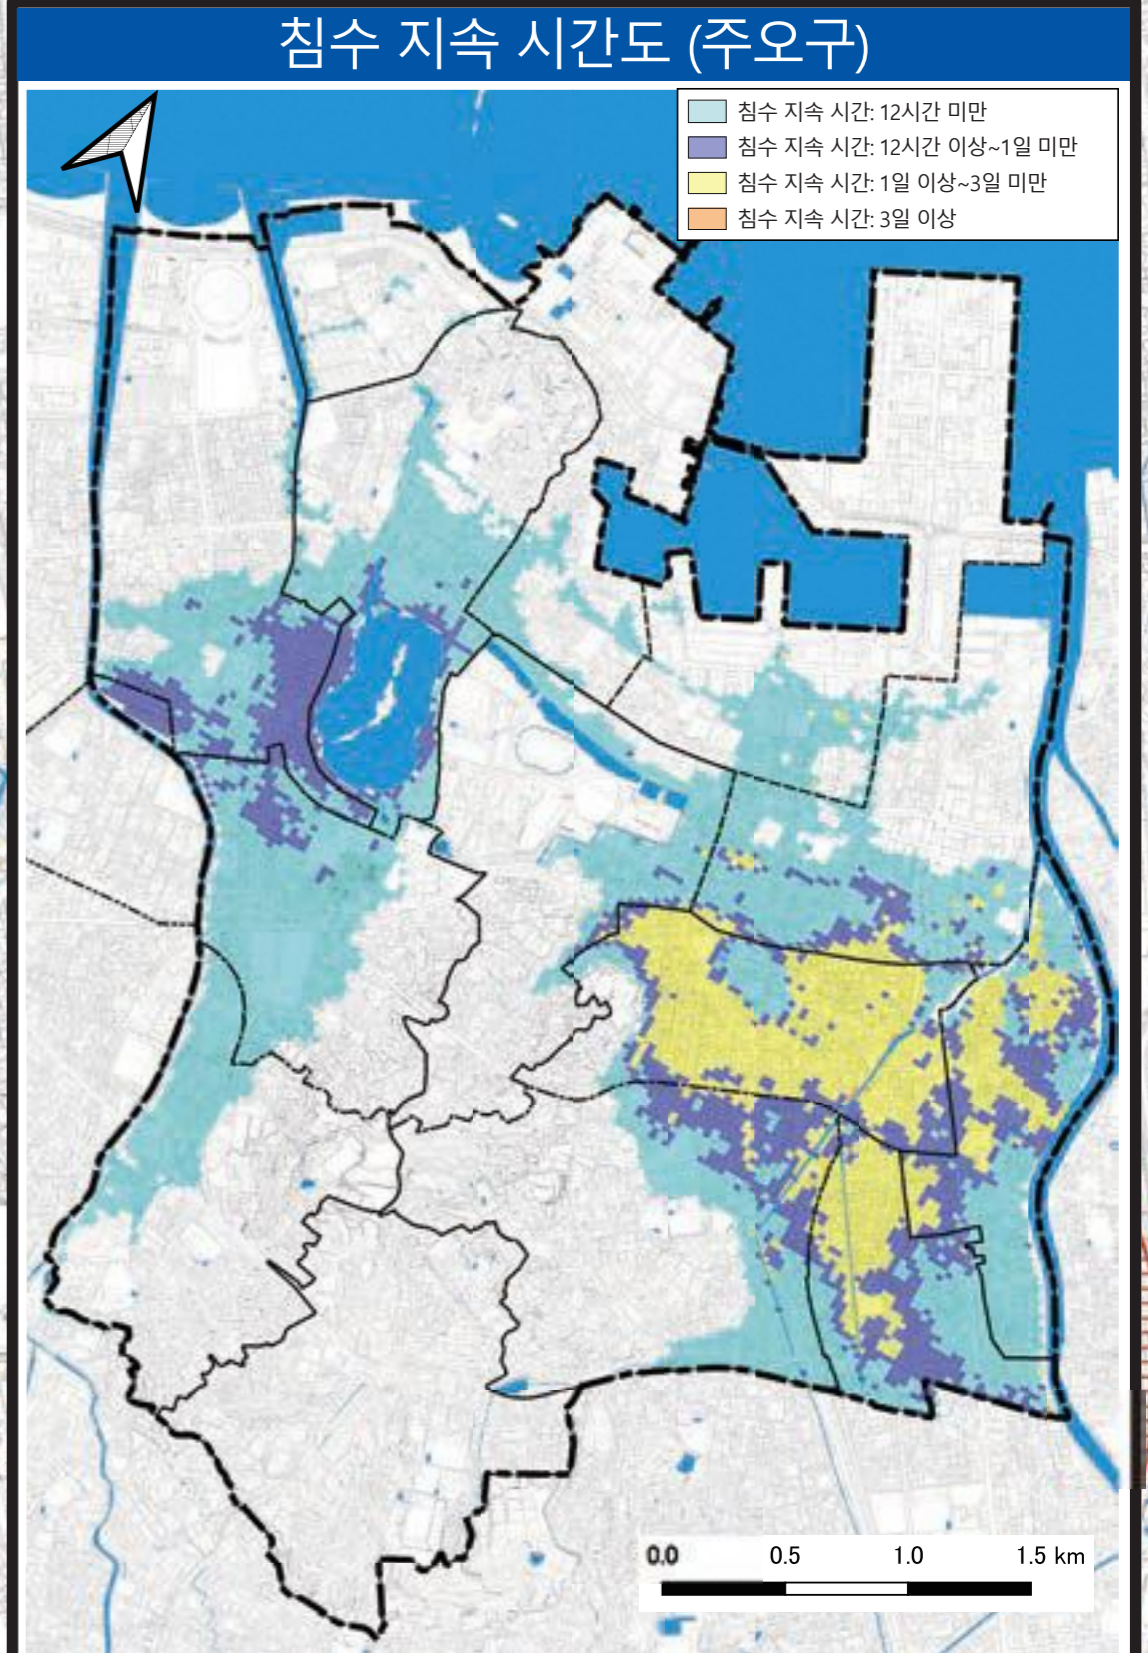 침수 지속 시간도 (주오구)
침수 지속 시간: 12시간 미만
침수 지속 시간: 12시간 이상~1일 미만
침수 지속 시간: 1일 이상~3일 미만
침수 지속 시간: 3일 이상
0.0 0.5 1.0 1.5 km